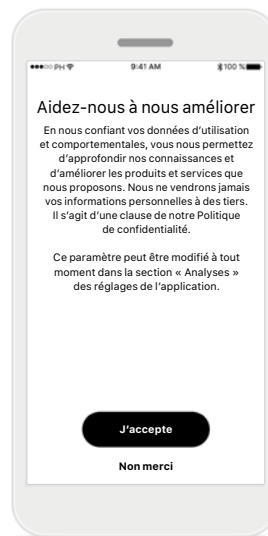 PH 9:41 AM 100 %
Aidez-nous à nous améliorer
En nous confiant vos données d’utilisation
et comportementales, vous nous permettez
d’approfondir nos connaissances et
d’améliorer les produits et services que
nous proposons. Nous ne vendrons jamais
vos informations personnelles à des tiers.
Il s’agit d’une clause de notre Politique
de confidentialité.
Ce paramètre peut être modifié à tout
moment dans la section « Analyses »
des réglages de l’application.
J’accepte
Non merci